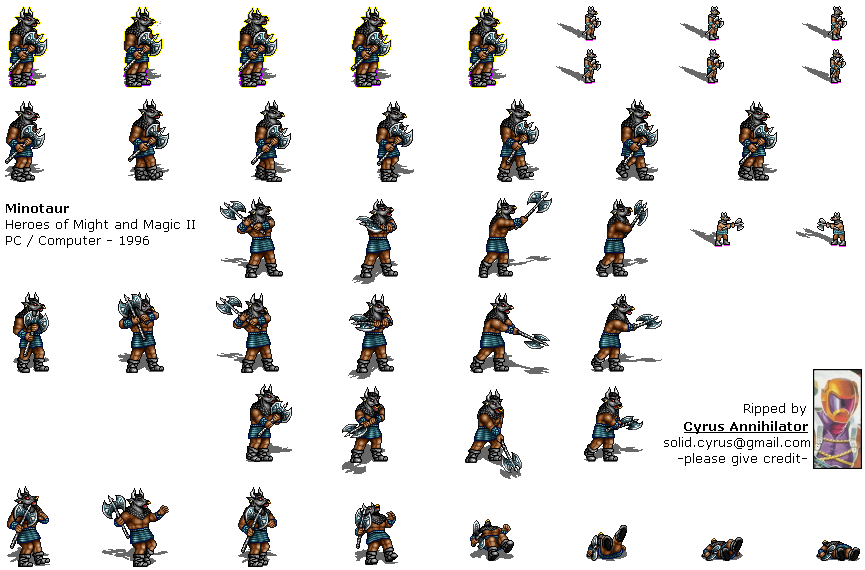 Minotaur
Heroes of Might and Magic II
PC / Computer - 1996
Ripped by
Cyrus Annihilator
solid.cyrus@gmail.com
-please give credit-